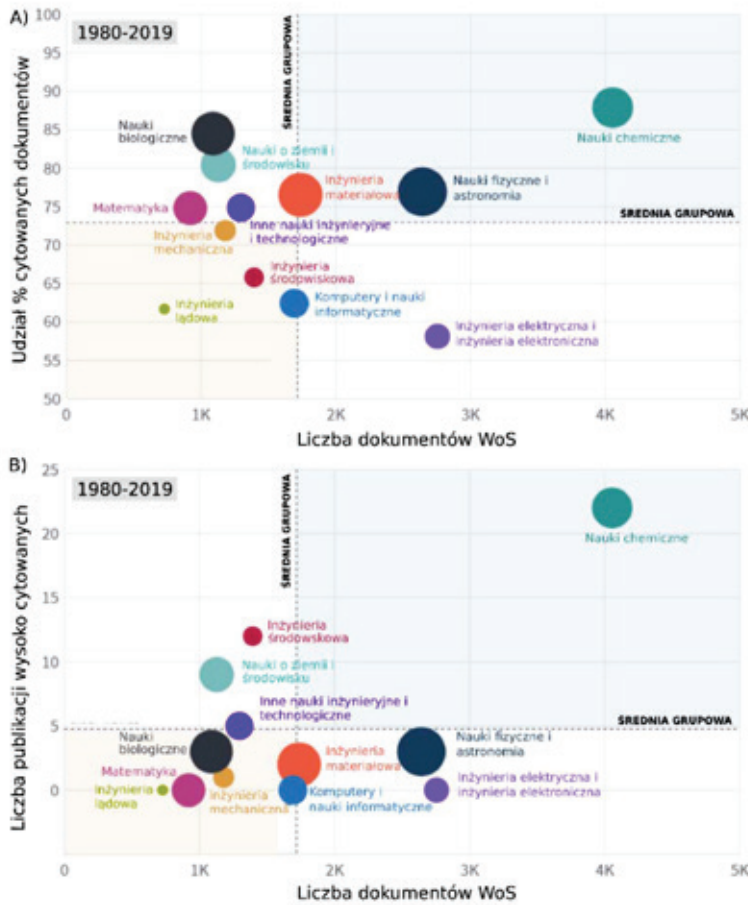 A)
1980-2019
Udział % cytowanych dokumentów
100
95
90
85
80
75
70
65
60
55
50
ŚREDNIA GRUPOWA
Nauki
biologiczne
Nauki chemiczne
Nauki o ziemi i
środowisku
Inżynieria
materiałowa
Nauki fizyczne i
astronomia
Matematyka
ŚREDNIA GRUPOWA
Inne nauki inżynieryjne
i technologiczne
Inżynieria
mechaniczna
Inżynieria
środowiskowa
Inżynieria
lądowa
Komputery i nauki
informatyczne
Inżynieria elektryczna i
inżynieria elektroniczna
0
1K
2K
3K
4K
5K
Liczba dokumentów WoS
B)
1980-2019
Liczba publikacji wysoko cytowanych
25
20
15
10
5
0
ŚREDNIA GRUPOWA
Nauki chemiczne
Inżynieria
środowskowa
Nauki o ziemii i
środowisku
Inne nauki inżynieryjne i
technologiczne
ŚREDNIA GRUPOWA
Nauki
biologiczne
Inżynieria
materiałowa
Nauki fizyczne i
astronomia
Matematyka
Inżynieria
lądowa
Inżynieria
mechaniczna
Komputery i
nauki informatyczne
Inżynieria elektryczna i
inżynieria elektroniczna
0
1K
2K
3K
4K
5K
Liczba dokumentów WoS